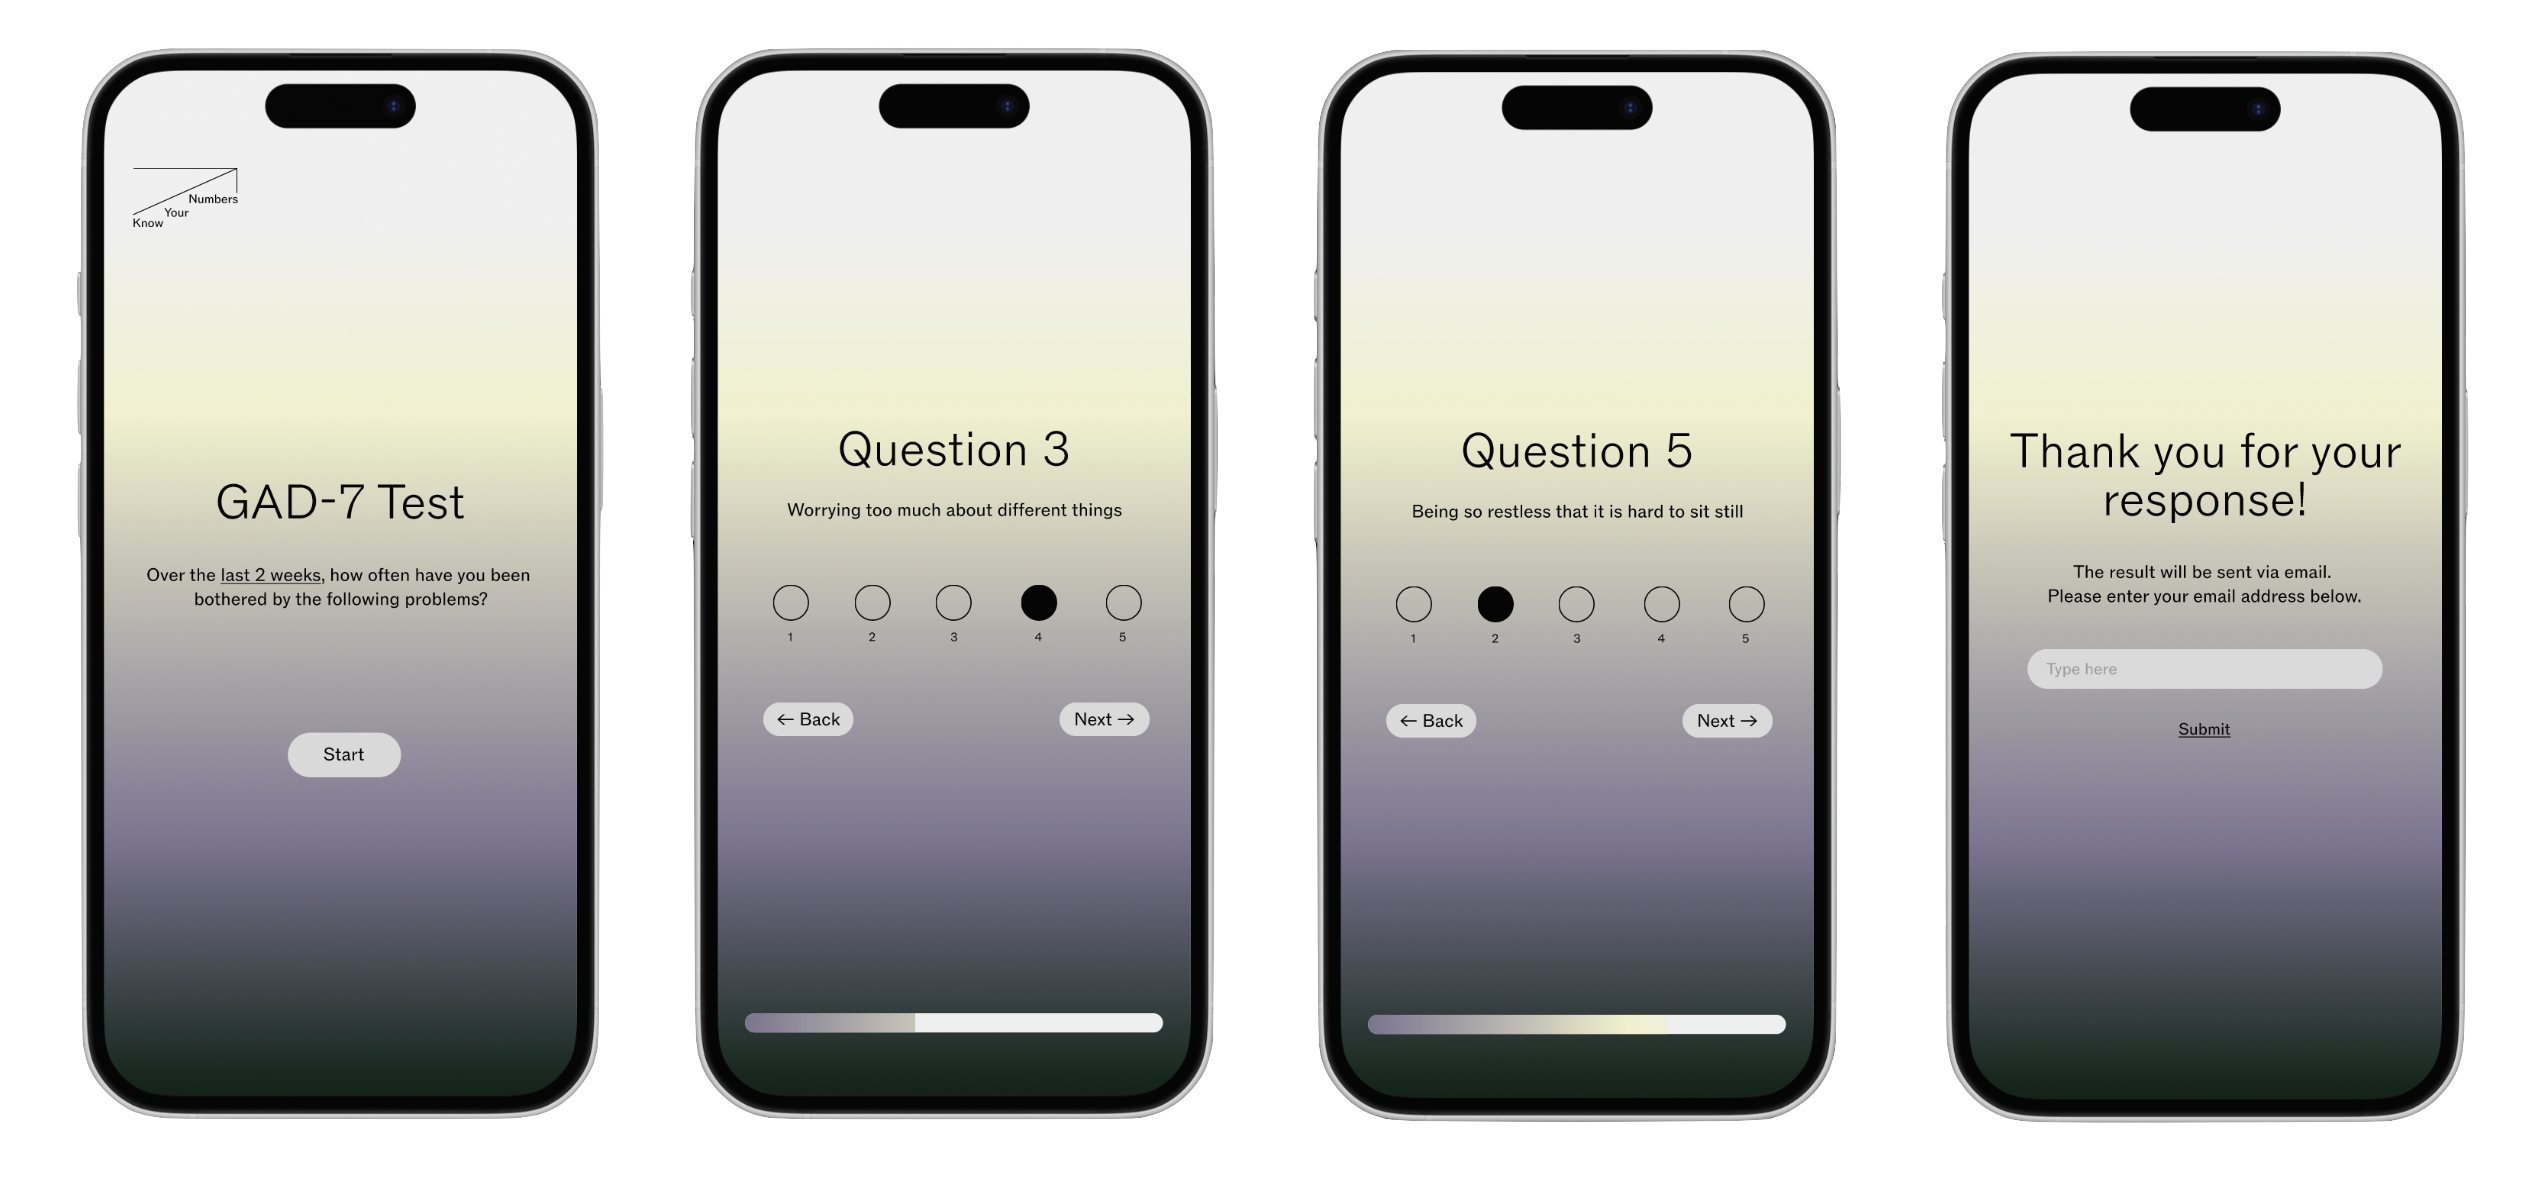 Know
Your
Numbers
GAD-7 Test
Over the last 2 weeks, how often have you been
bothered by the following problems?
Start
Question 3
Worrying too much about different things
1 2 3 4 5
← Back Next →
Question 5
Being so restless that it is hard to sit still
1 2 3 4 5
← Back Next →
Thank you for your
response!
The result will be sent via email.
Please enter your email address below.
Type here
Submit